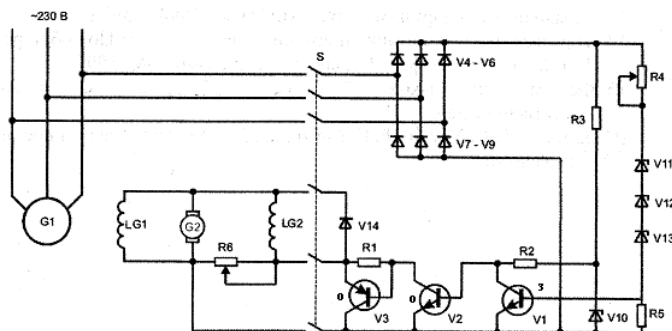 ~230 В
S
V4 - V6
R4
R3
V7 - V9
V11
V12
V13
G1
LG1
G2
LG2
V14
R6
R1
R2
0
V3
0
V2
3
V1
V10
R5